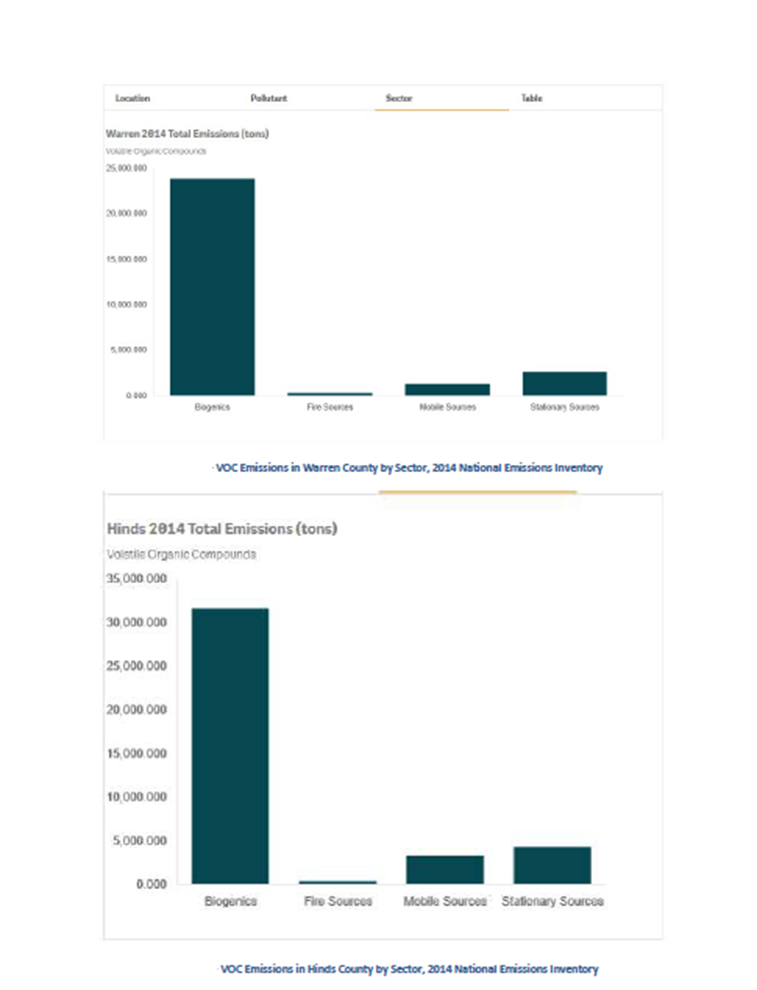 Location Pollutant Sector Table
Warren 2014 Total Emissions (tons)
Volatile Organic Compounds
25,000.000
20,000.000
15,000.000
10,000.000
5,000.000
0.000
Biogenics Fire Sources Mobile Sources Stationary Sources
VOC Emissions in Warren County by Sector, 2014 National Emissions Inventory
Hinds 2014 Total Emissions (tons)
Volatile Organic Compounds
35,000.000
30,000.000
25,000.000
20,000.000
15,000.000
10,000.000
5,000.000
0.000
Biogenics Fire Sources Mobile Sources Stationary Sources
VOC Emissions in Hinds County by Sector, 2014 National Emissions Inventory